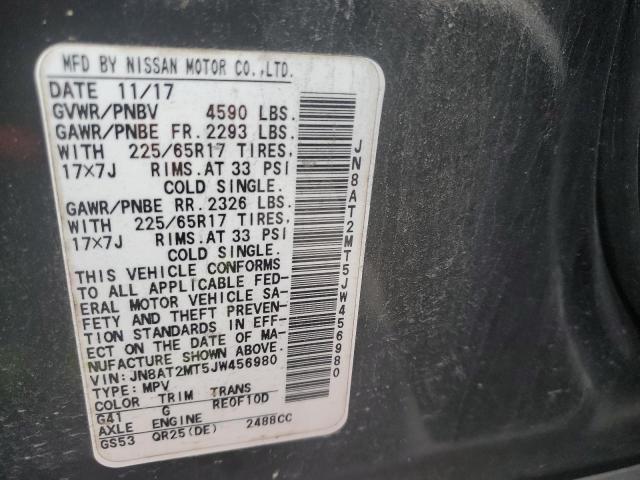 MFD BY NISSAN MOTOR CO.,LTD.
DATE 11/17
GVWR/PNBV 4590 LBS.
GAWR/PNBE FR. 2293 LBS.
WITH 225/65R17 TIRES.
17×7J RIMS.AT 33 PSI
COLD SINGLE.
GAWR/PNBE RR. 2326 LBS.
WITH 225/65R17 TIRES.
17×7J RIMS.AT 33 PSI
COLD SINGLE.
THIS VEHICLE CONFORMS
TO ALL APPLICABLE FED-
ERAL MOTOR VEHICLE SA-
FETY AND THEFT PREVEN-
TION STANDARDS IN EFF-
ECT ON THE DATE OF MA-
NUFACTURE SHOWN ABOVE.
VIN: JN8AT2MT5JW456980
TYPE: MPV
COLOR TRIM TRANS
G41 G RE0F10D
AXLE ENGINE
GS53 QR25(DE) 2488CC
JN8AT2MT5JW456980